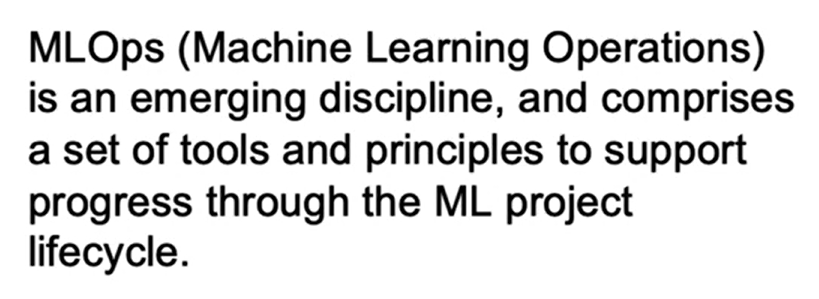 MLOps (Machine Learning Operations)
is an emerging discipline, and comprises
a set of tools and principles to support
progress through the ML project
lifecycle.